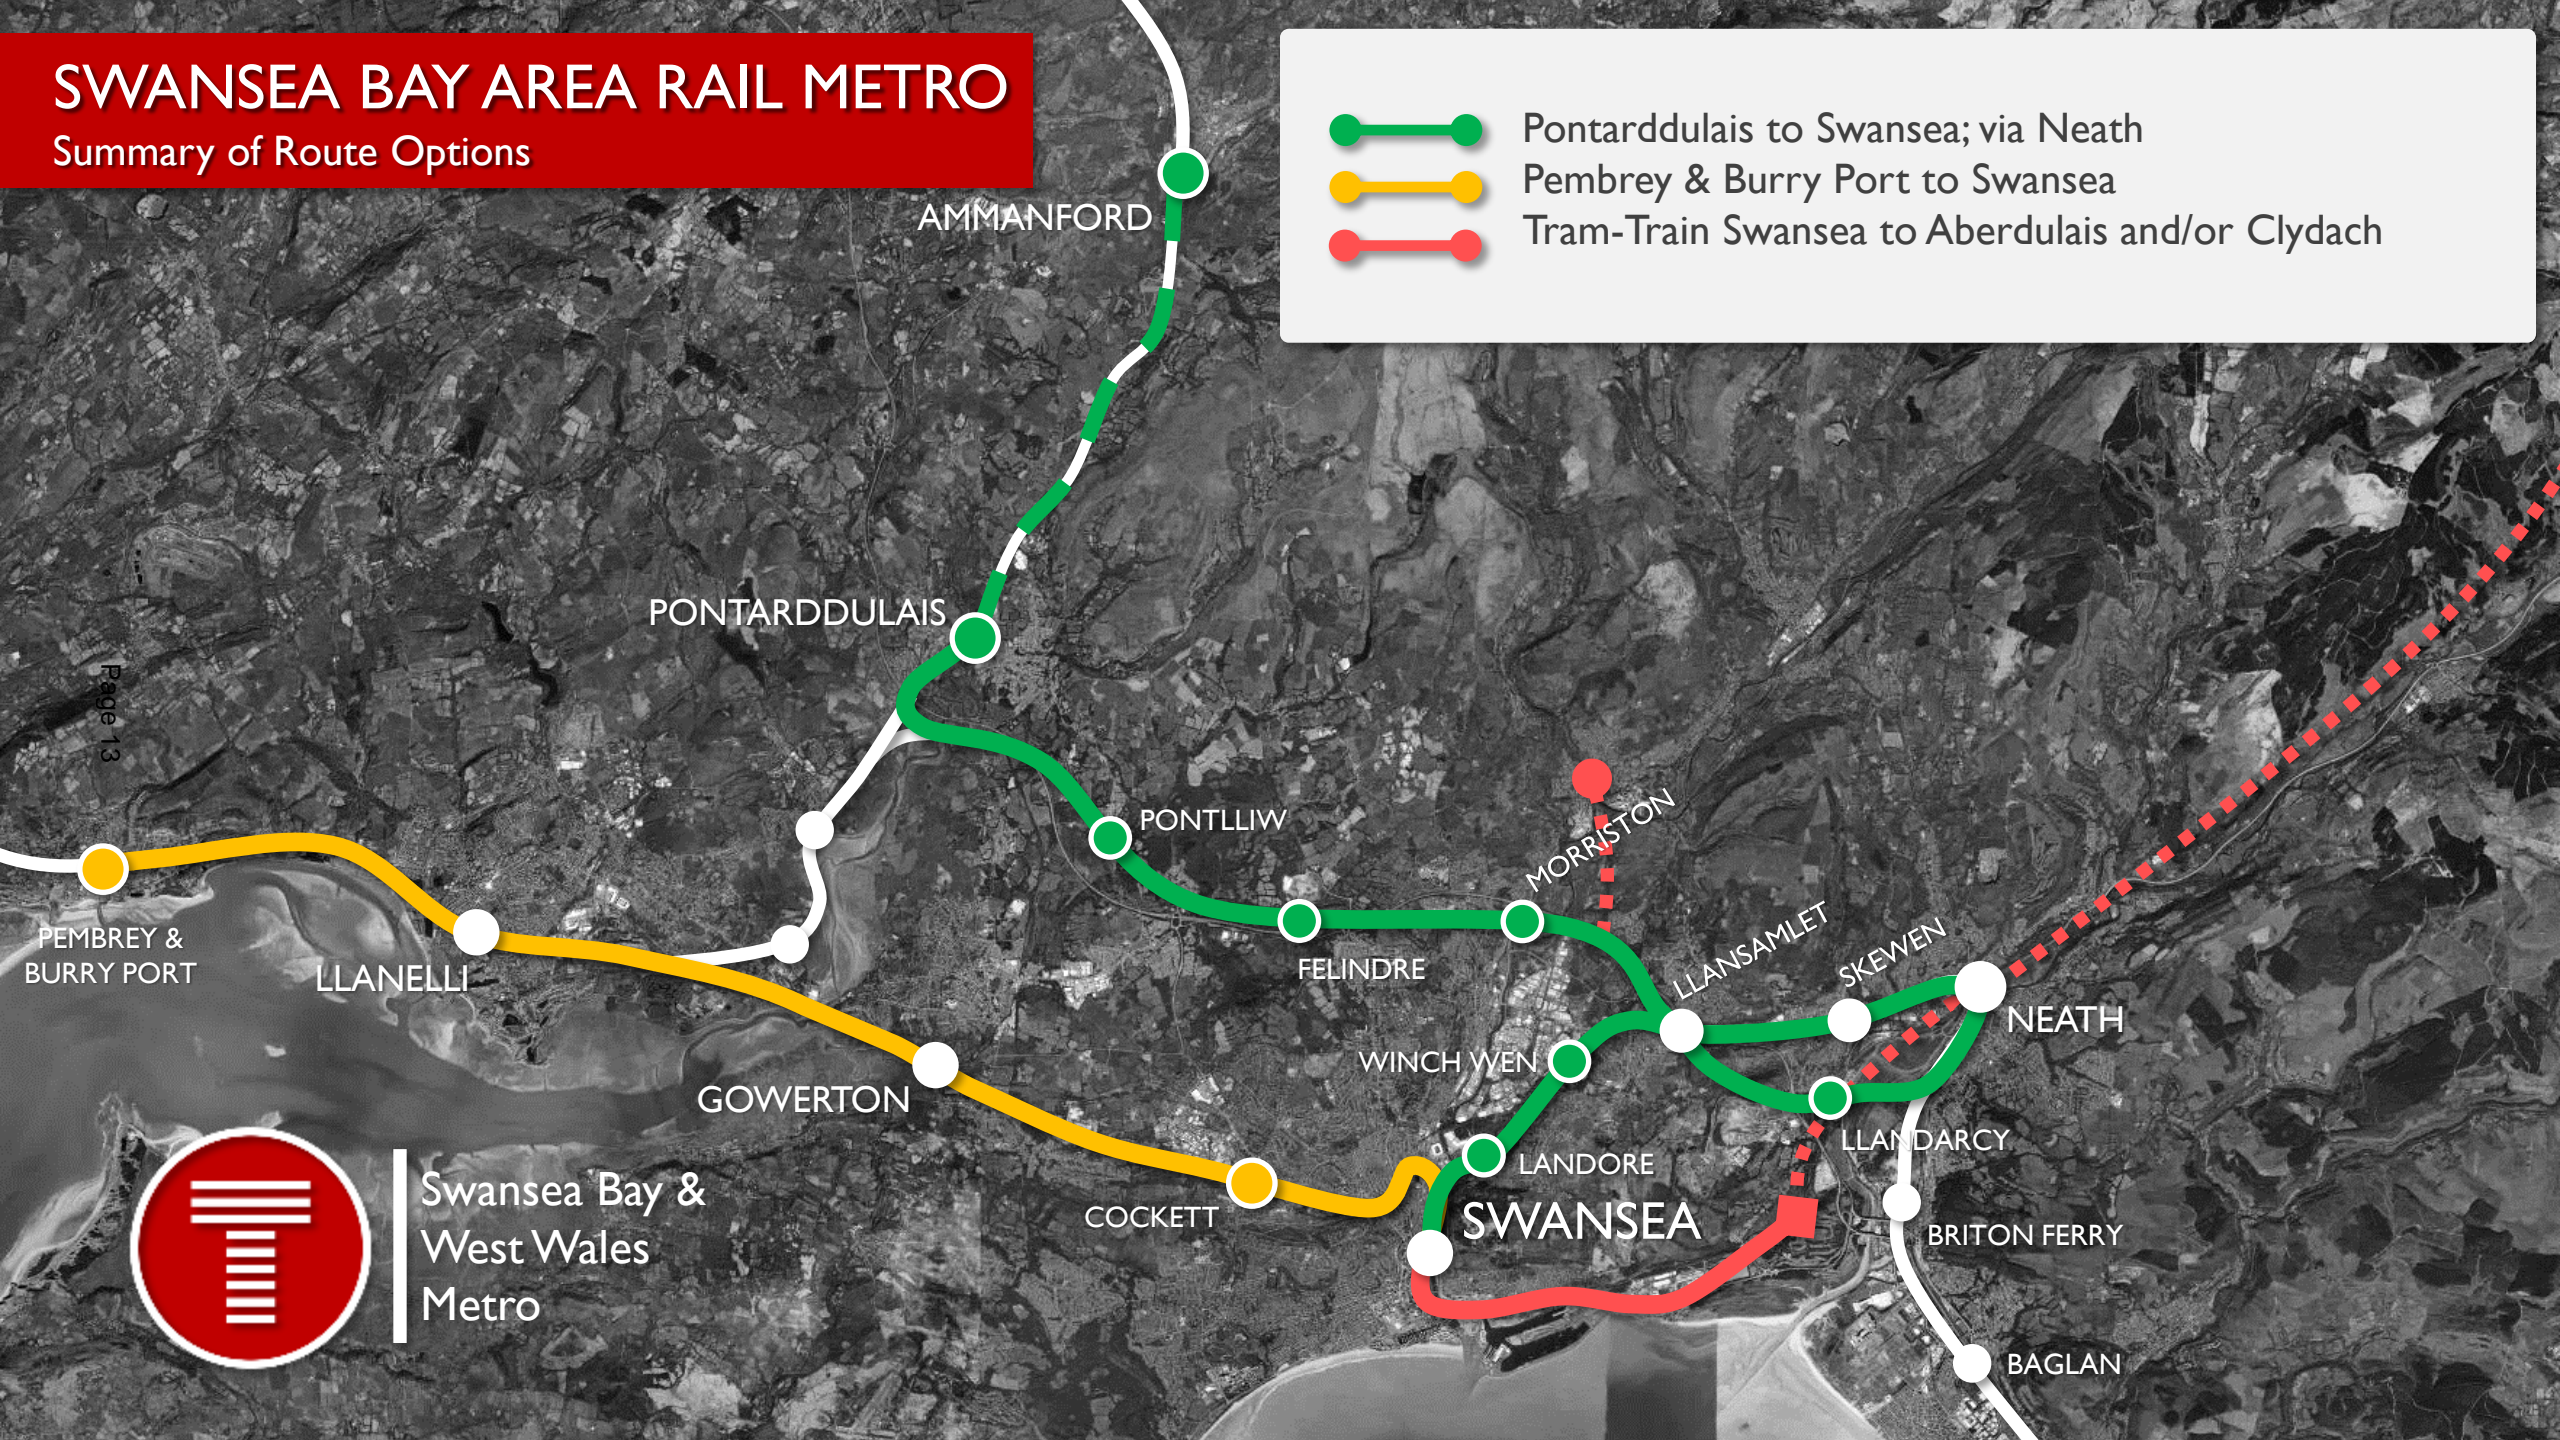 SWANSEA BAY AREA RAIL METRO
Summary of Route Options
Pontarddulais to Swansea; via Neath
Pembrey & Burry Port to Swansea
Tram-Train Swansea to Aberdulais and/or Clydach
AMMANFORD
PONTARDDULAIS
Page 13
PONTLLIW
MORRISTON
PEMBREY &
BURRY PORT
LLANELLI
FELINDRE
LLANSAMLET
SKEWEN
NEATH
WINCH WEN
GOWERTON
LLANDARCY
LANDORE
COCKETT
SWANSEA
BRITON FERRY
BAGLAN
Swansea Bay &
West Wales
Metro